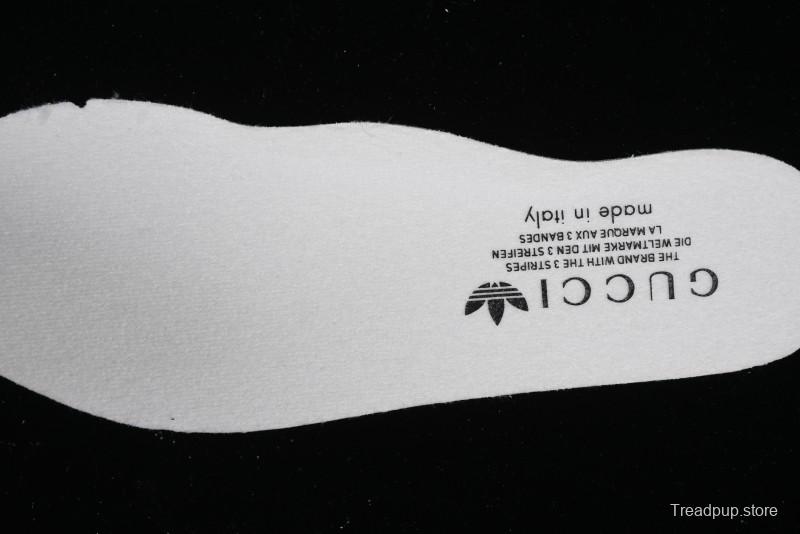 GUCCI
THE BRAND WITH THE 3 STRIPES
DIE WELTMARKE MIT DEN 3 STREIFEN
LA MARQUE AUX 3 BANDES
made in italy
Treadpup.store